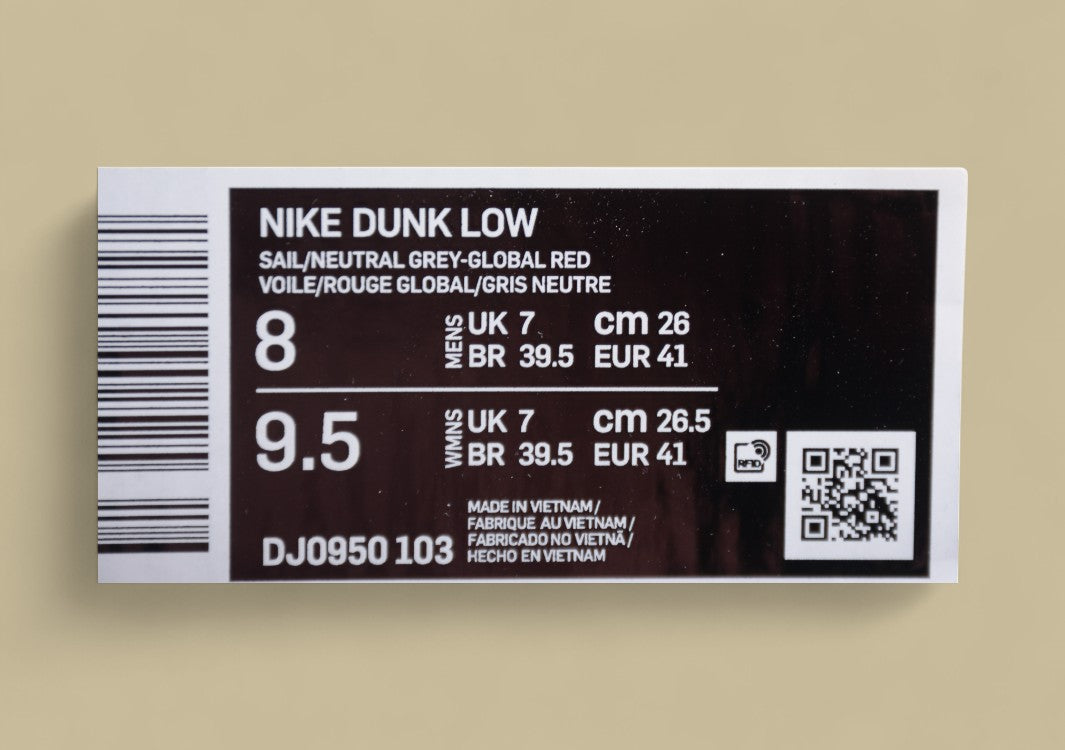 NIKE DUNK LOW
SAIL/NEUTRAL GREY-GLOBAL RED
VOILE/ROUGE GLOBAL/GRIS NEUTRE
8 MENS UK 7 cm 26
BR 39.5 EUR 41
9.5 WMNS UK 7 cm 26.5
BR 39.5 EUR 41
RFID
MADE IN VIETNAM/
FABRIQUE AU VIETNAM/
FABRICADO NO VIETNÃ/
HECHO EN VIETNAM
DJ0950 103